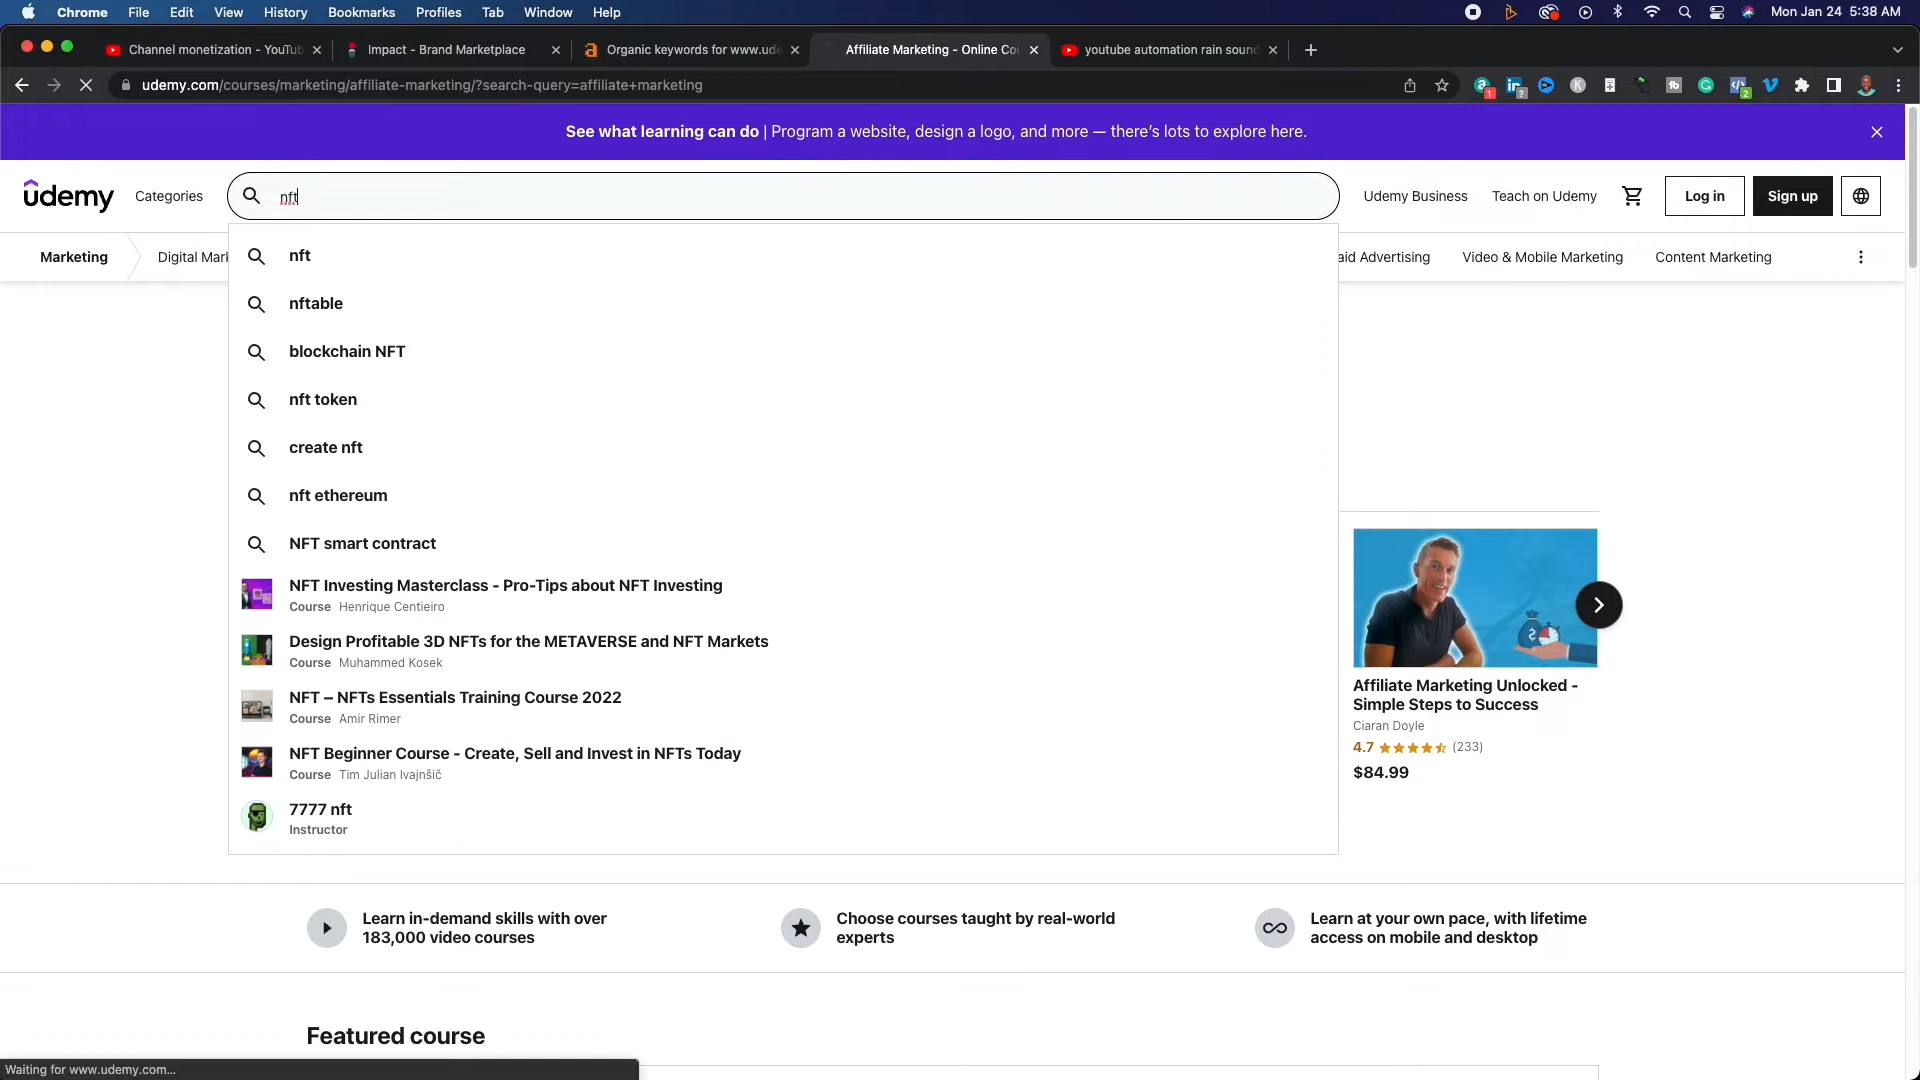 Chrome File Edit View History Bookmarks Profiles Tab Window Help Mon Jan 24 5:38 AM
Channel monetization - YouTub Impact - Brand Marketplace Organic keywords for www.ud Affiliate Marketing - Online Co youtube automation rain soun
udemy.com/courses/marketing/affiliate-marketing/?search-query=affiliate+marketing
See what learning can do | Program a website, design a logo, and more — there's lots to explore here.
udemy Categories nft Udemy Business Teach on Udemy Log in Sign up
Marketing Digital Mar aid Advertising Video & Mobile Marketing Content Marketing
nft
nftable
blockchain NFT
nft token
create nft
nft ethereum
NFT smart contract
NFT Investing Masterclass - Pro-Tips about NFT Investing
Course Henrique Centieiro
Design Profitable 3D NFTs for the METAVERSE and NFT Markets
Course Muhammed Kosek
NFT – NFTs Essentials Training Course 2022
Course Amir Rimer
NFT Beginner Course - Create, Sell and Invest in NFTs Today
Course Tim Julian Ivajnšič
7777 nft
Instructor
Affiliate Marketing Unlocked -
Simple Steps to Success
Ciaran Doyle
4.7 (233)
$84.99
Learn in-demand skills with over
183,000 video courses
Choose courses taught by real-world
experts
Learn at your own pace, with lifetime
access on mobile and desktop
Featured course
Waiting for www.udemy.com...